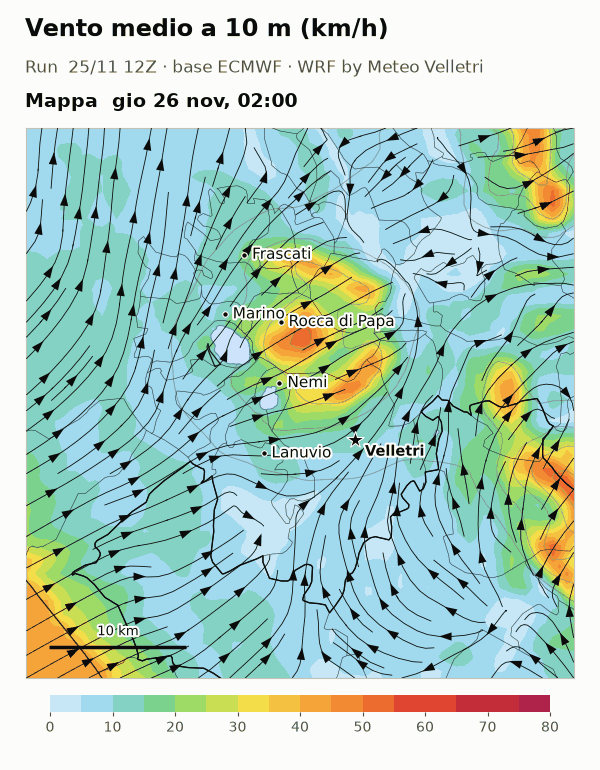 Vento medio a 10 m (km/h)
Run  25/11 12Z · base ECMWF · WRF by Meteo Velletri
Mappa  gio 26 nov, 02:00
Frascati
Marino
Rocca di Papa
Nemi
Velletri
Lanuvio
10 km
0 10 20 30 40 50 60 70 80